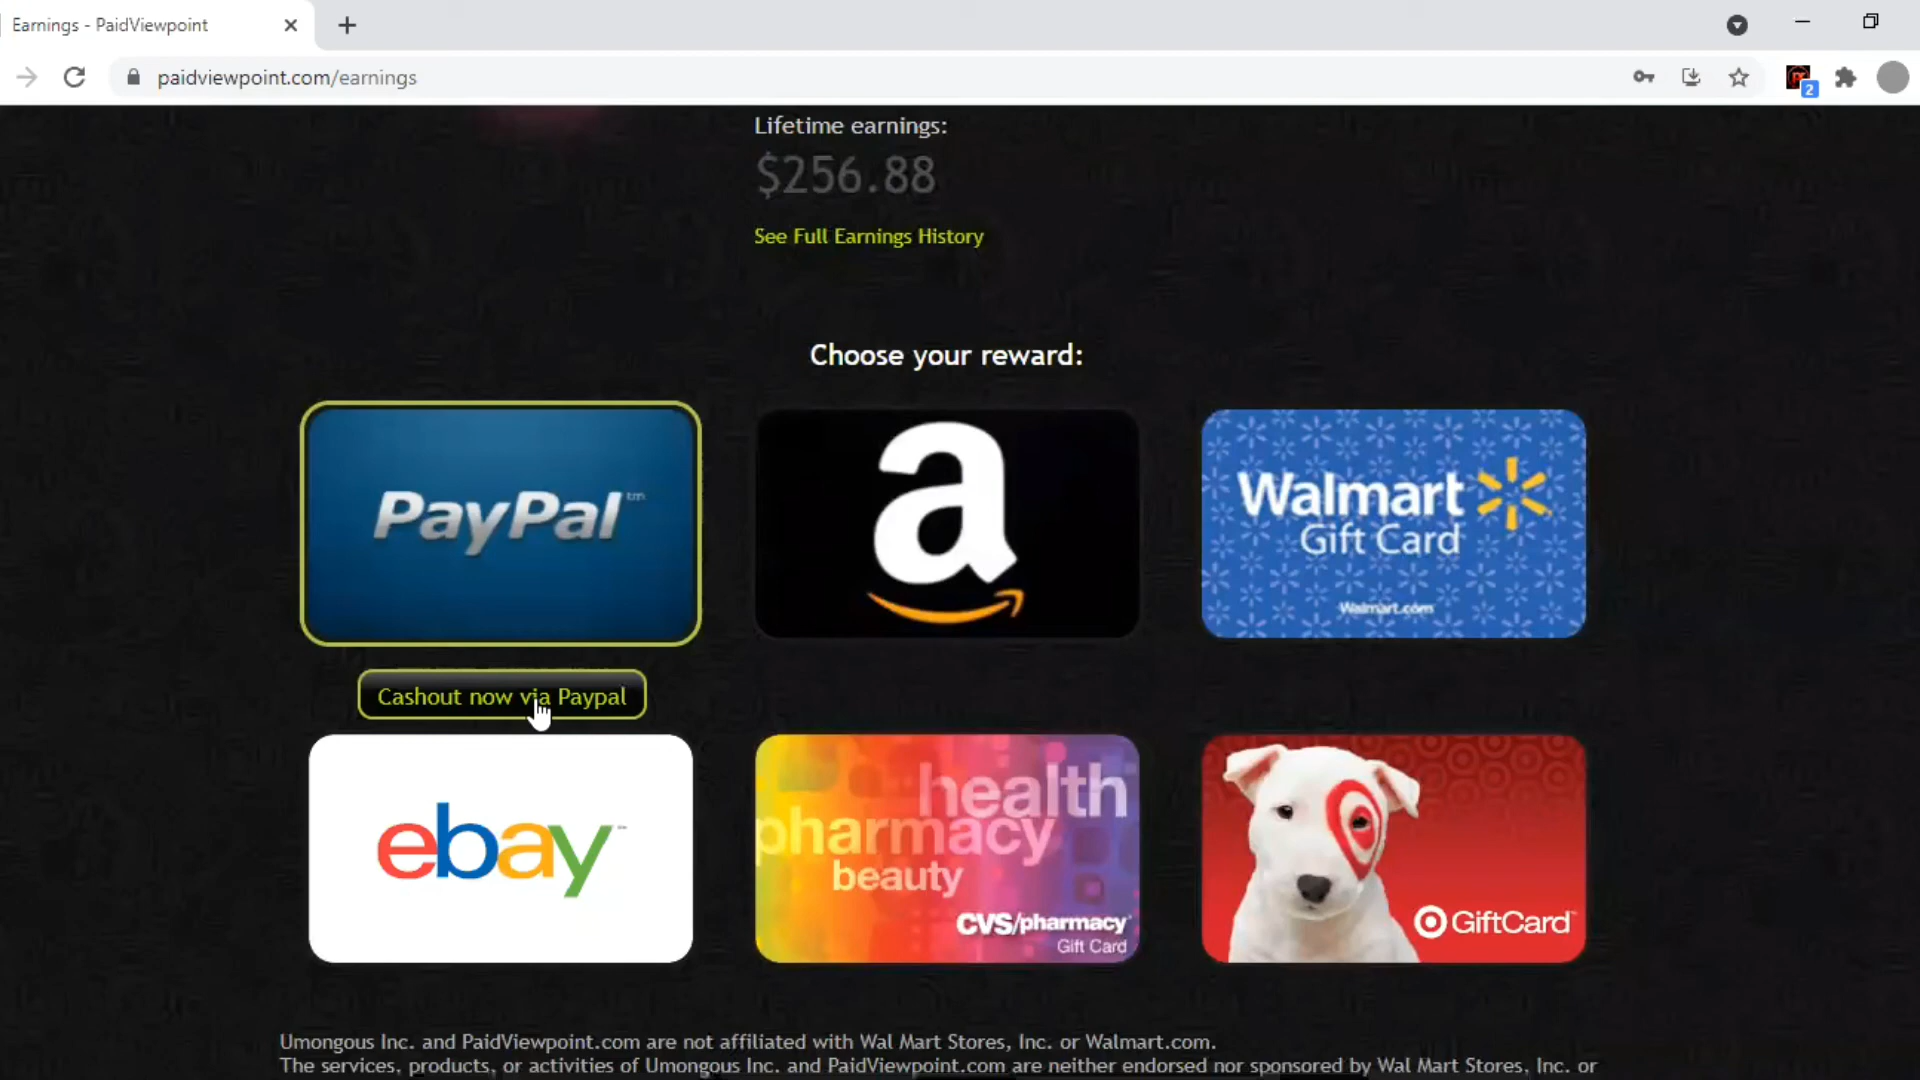 Earnings - PaidViewpoint
paidviewpoint.com/earnings
2
Lifetime earnings:
$256.88
See Full Earnings History
Choose your reward:
PayPal™
a
Walmart
Gift Card
Walmart.com
Cashout now via Paypal
ebay™
health
pharmacy
beauty
CVS/pharmacy
Gift Card
GiftCard
Umongous Inc. and PaidViewpoint.com are not affiliated with Wal Mart Stores, Inc. or Walmart.com.
The services, products, or activities of Umongous Inc. and PaidViewpoint.com are neither endorsed nor sponsored by Wal Mart Stores, Inc. or